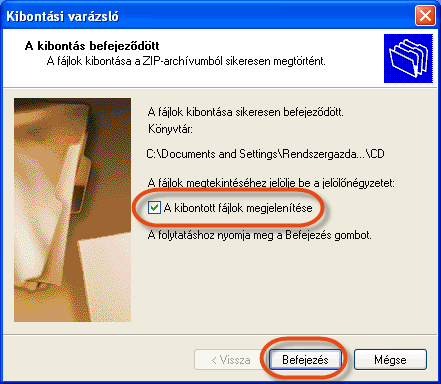 Kibontási varázsló
A kibontás befejeződött
A fájlok kibontása a ZIP-archívumból sikeresen megtörtént.
A fájlok kibontása sikeresen befejeződött.
Könyvtár:
C:\Documents and Settings\Rendszergazda...\CD
A fájlok megtekintéséhez jelölje be a jelölőnégyzetet:
A kibontott fájlok megjelenítése
A folytatáshoz nyomja meg a Befejezés gombot.
< Vissza
Befejezés
Mégse